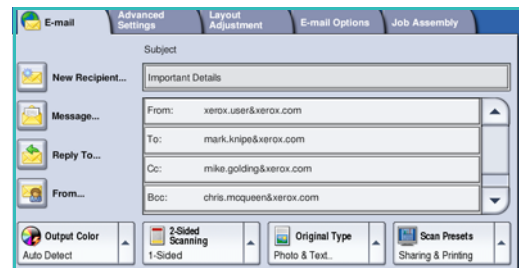 E-mail
Advanced Settings
Layout Adjustment
E-mail Options
Job Assembly
Subject
New Recipient...
Important Details
Message...
From: xerox.user&xerox.com
To: mark.knipe&xerox.com
Reply To...
Cc: mike.golding&xerox.com
From...
Bcc: chris.mcqueen&xerox.com
Output Color
Auto Detect
2-Sided Scanning
1-Sided
Original Type
Photo & Text..
Scan Presets
Sharing & Printing